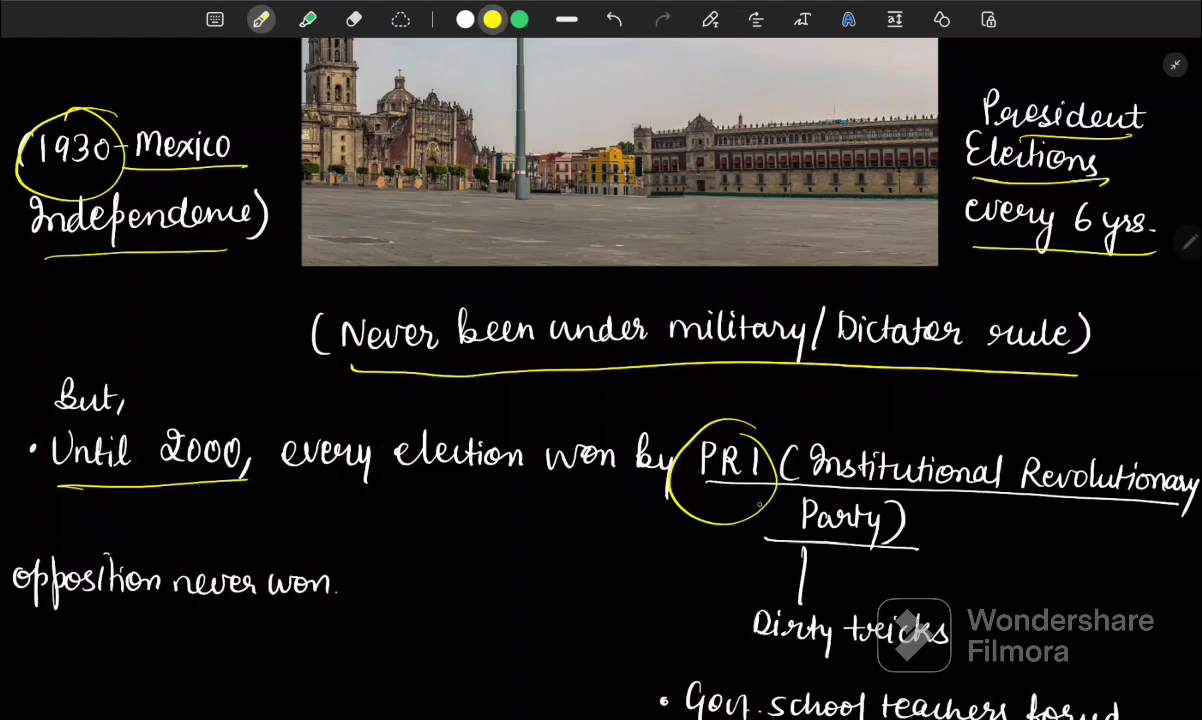 (1930 - Mexico
Independence)
President
Elections
every 6 yrs.
(Never been under military/Dictator rule)
But,
• Until 2000, every election won by PRI (Institutional Revolutionary
Party)
opposition never won.
Dirty tricks
Wondershare
Filmora
• Govt. school teachers forced